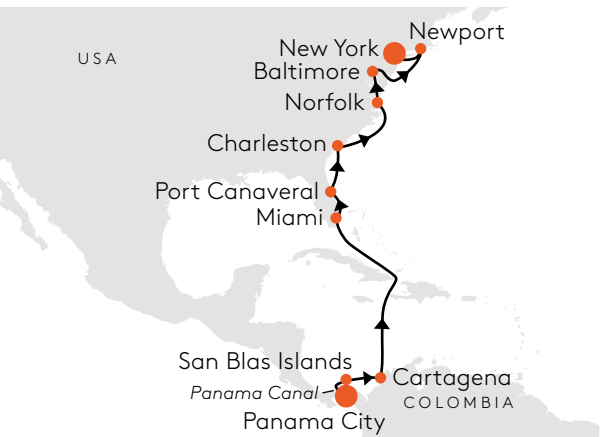 Newport
New York
USA
Baltimore
Norfolk
Charleston
Port Canaveral
Miami
San Blas Islands
Cartagena
Panama Canal
COLOMBIA
Panama City